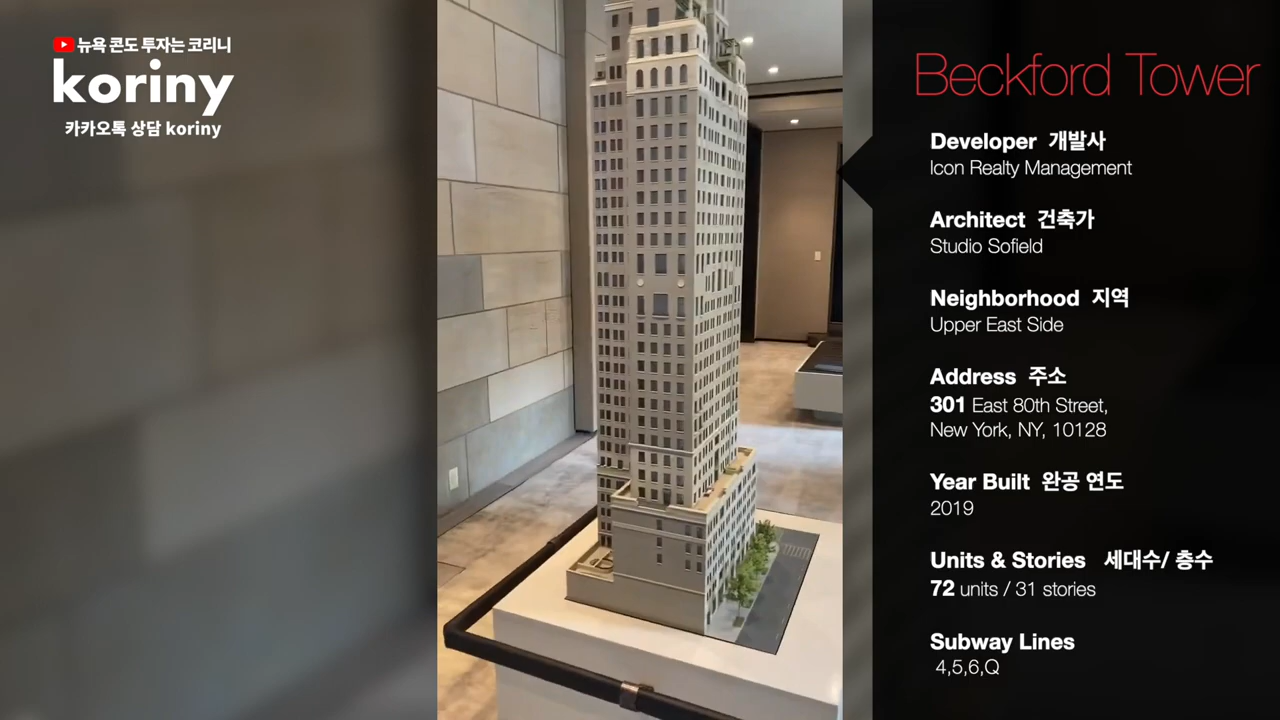 뉴욕 콘도 투자는 코리니
koriny
카카오톡 상담 koriny
Beckford Tower
Developer 개발사
Icon Realty Management
Architect 건축가
Studio Sofield
Neighborhood 지역
Upper East Side
Address 주소
301 East 80th Street,
New York, NY, 10128
Year Built 완공 연도
2019
Units & Stories 세대수/ 층수
72 units / 31 stories
Subway Lines
4,5,6,Q